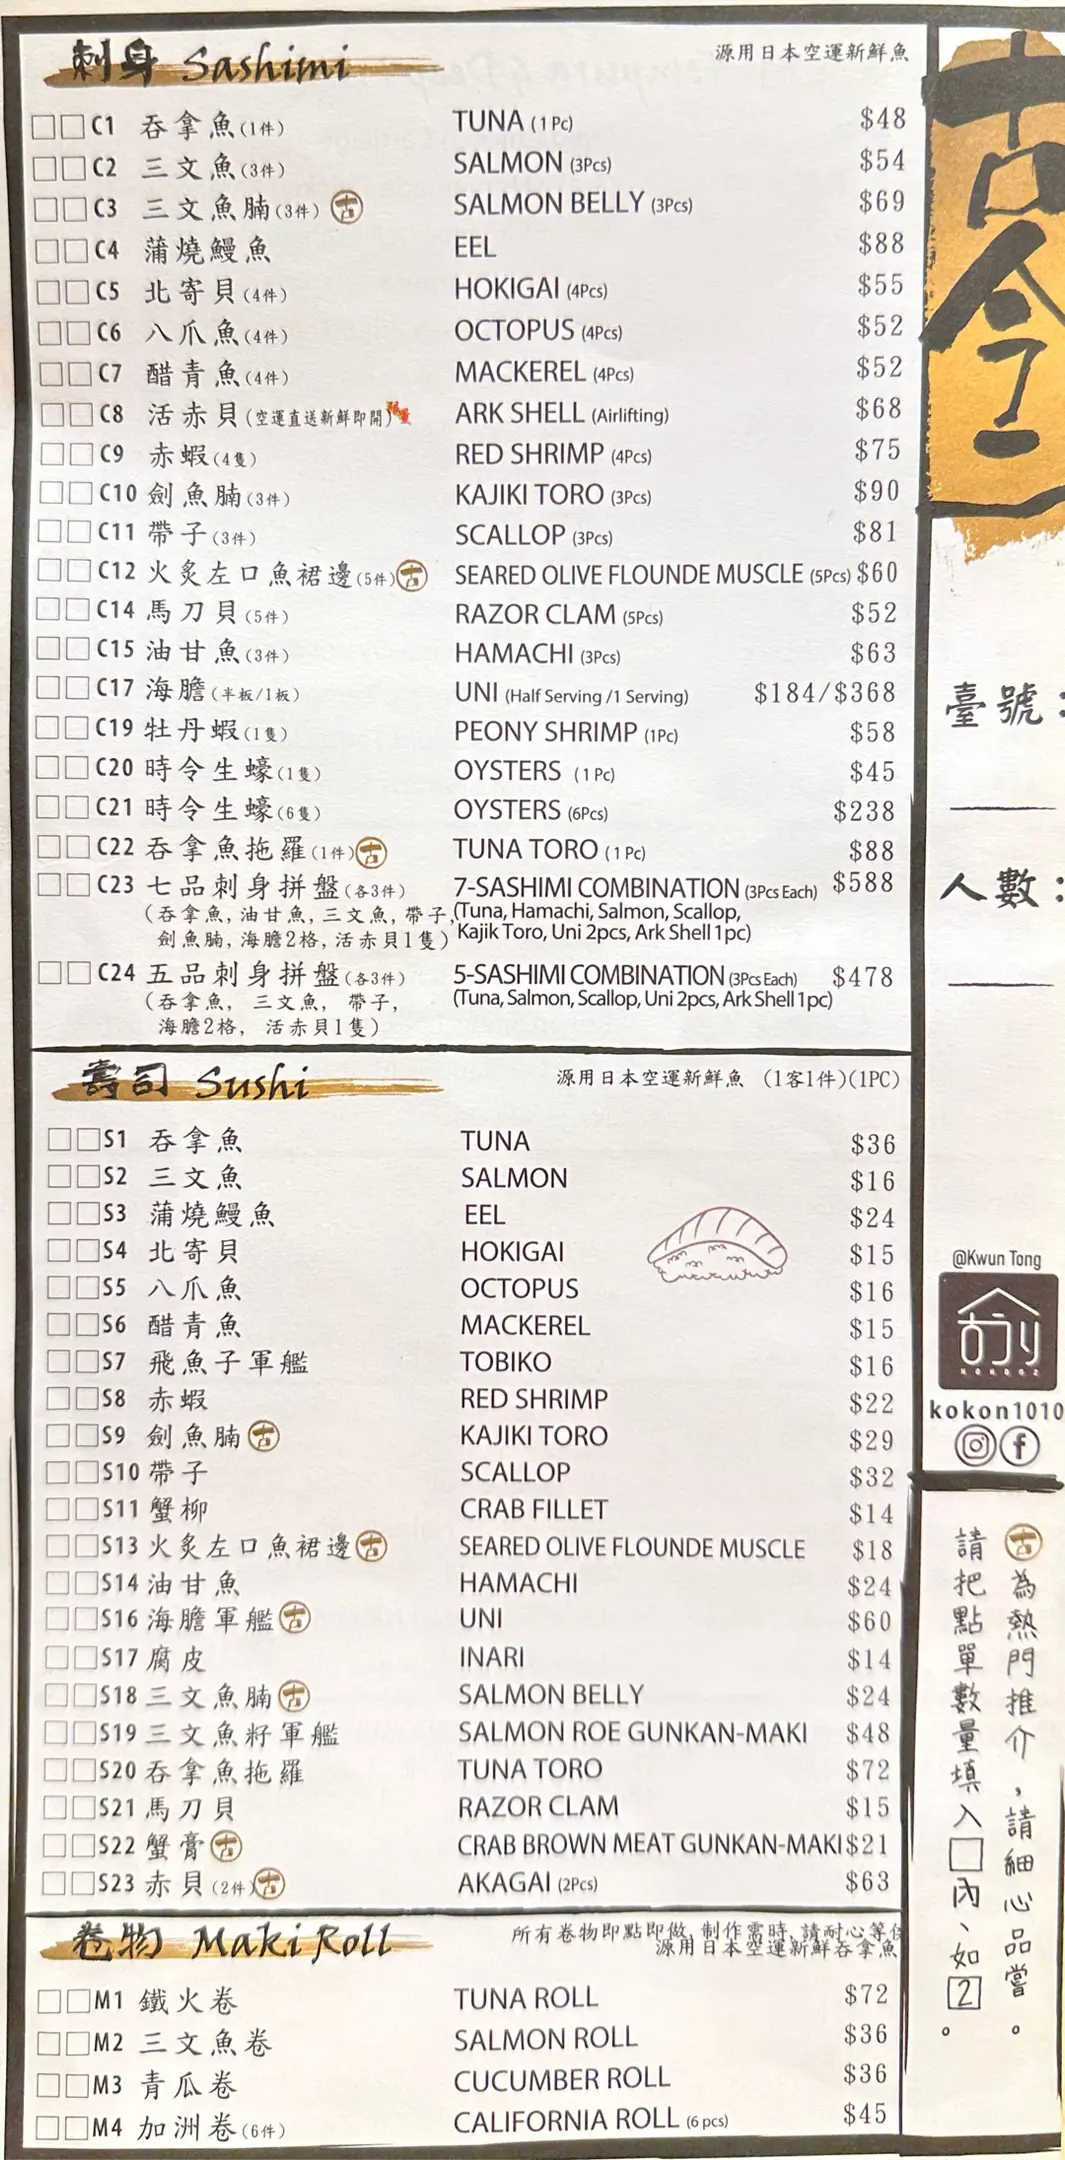 刺身 Sashimi 源用日本空運新鮮魚
C1 吞拿魚(1件) TUNA (1Pc) $48
C2 三文魚(3件) SALMON (3Pcs) $54
C3 三文魚腩(3件) 古 SALMON BELLY (3Pcs) $69
C4 蒲燒鰻魚 EEL $88
C5 北寄貝(4件) HOKIGAI (4Pcs) $55
C6 八爪魚(4件) OCTOPUS (4Pcs) $52
C7 醋青魚(4件) MACKEREL (4Pcs) $52
C8 活赤貝(空運直送新鮮即開) ARK SHELL (Airlifting) $68
C9 赤蝦(4隻) RED SHRIMP (4Pcs) $75
C10 劍魚腩(3件) KAJIKI TORO (3Pcs) $90
C11 帶子(3件) SCALLOP (3Pcs) $81
C12 火炙左口魚裙邊(5件) 古 SEARED OLIVE FLOUNDE MUSCLE (5Pcs) $60
C14 馬刀貝(5件) RAZOR CLAM (5Pcs) $52
C15 油甘魚(3件) HAMACHI (3Pcs) $63
C17 海膽(半板/1板) UNI (Half Serving /1 Serving) $184/$368
C19 牡丹蝦(1隻) PEONY SHRIMP (1Pc) $58
C20 時令生蠔(1隻) OYSTERS (1 Pc) $45
C21 時令生蠔(6隻) OYSTERS (6Pcs) $238
C22 吞拿魚拖羅(1件) 古 TUNA TORO (1 Pc) $88
C23 七品刺身拼盤(各3件) 7-SASHIMI COMBINATION (3Pcs Each) $588
(吞拿魚,油甘魚,三文魚,帶子, (Tuna, Hamachi, Salmon, Scallop,
劍魚腩,海膽2格,活赤貝1隻) Kajik Toro, Uni 2pcs, Ark Shell 1pc)
C24 五品刺身拼盤(各3件) 5-SASHIMI COMBINATION (3Pcs Each) $478
(吞拿魚, 三文魚, 帶子, (Tuna, Salmon, Scallop, Uni 2pcs, Ark Shell 1pc)
海膽2格, 活赤貝1隻)
壽司 Sushi 源用日本空運新鮮魚 (1客1件)(1PC)
S1 吞拿魚 TUNA $36
S2 三文魚 SALMON $16
S3 蒲燒鰻魚 EEL $24
S4 北寄貝 HOKIGAI $15
S5 八爪魚 OCTOPUS $16
S6 醋青魚 MACKEREL $15
S7 飛魚子軍艦 TOBIKO $16
S8 赤蝦 RED SHRIMP $22
S9 劍魚腩 古 KAJIKI TORO $29
S10 帶子 SCALLOP $32
S11 蟹柳 CRAB FILLET $14
S13 火炙左口魚裙邊 古 SEARED OLIVE FLOUNDE MUSCLE $18
S14 油甘魚 HAMACHI $24
S16 海膽軍艦 古 UNI $60
S17 腐皮 INARI $14
S18 三文魚腩 古 SALMON BELLY $24
S19 三文魚籽軍艦 SALMON ROE GUNKAN-MAKI $48
S20 吞拿魚拖羅 TUNA TORO $72
S21 馬刀貝 RAZOR CLAM $15
S22 蟹膏 古 CRAB BROWN MEAT GUNKAN-MAKI $21
S23 赤貝(2件) 古 AKAGAI (2Pcs) $63
卷物 Maki Roll 所有卷物即點即做,制作需時,請耐心等
源用日本空運新鮮吞拿魚
M1 鐵火卷 TUNA ROLL $72
M2 三文魚卷 SALMON ROLL $36
M3 青瓜卷 CUCUMBER ROLL $36
M4 加洲卷(6件) CALIFORNIA ROLL (6 pcs) $45
古今
臺號:
人數:
@Kwun Tong
kokon1010
古為熱門推介,請細心品嘗。
請把點單數量填入□內、如2。